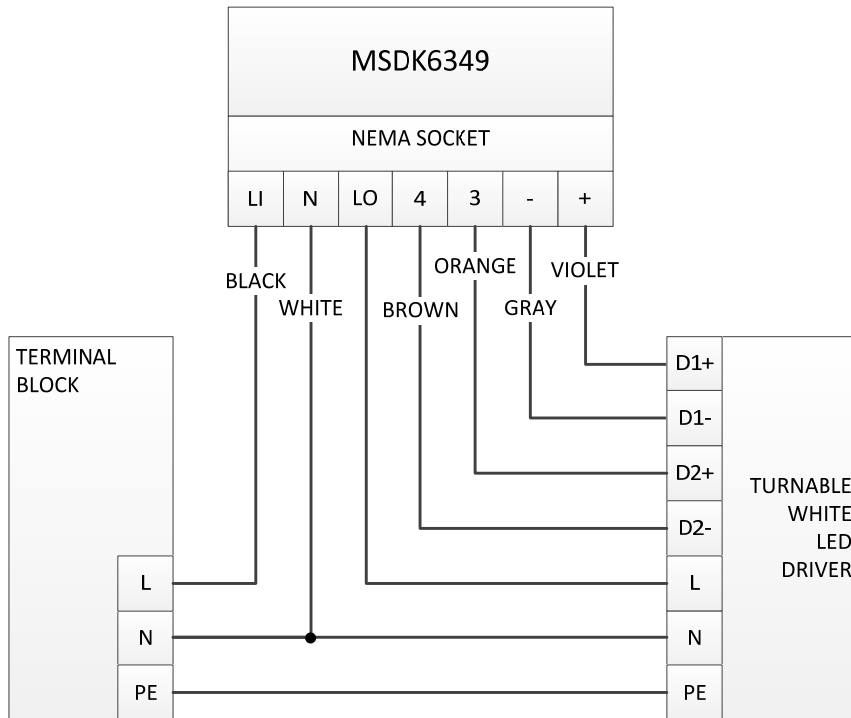 MSDK6349
NEMA SOCKET
LI N LO 4 3 - +
ORANGE
VIOLET
BLACK
WHITE
BROWN
GRAY
TERMINAL
BLOCK
L
N
PE
D1+
D1-
D2+
D2-
L
N
PE
TURNABLE
WHITE
LED
DRIVER